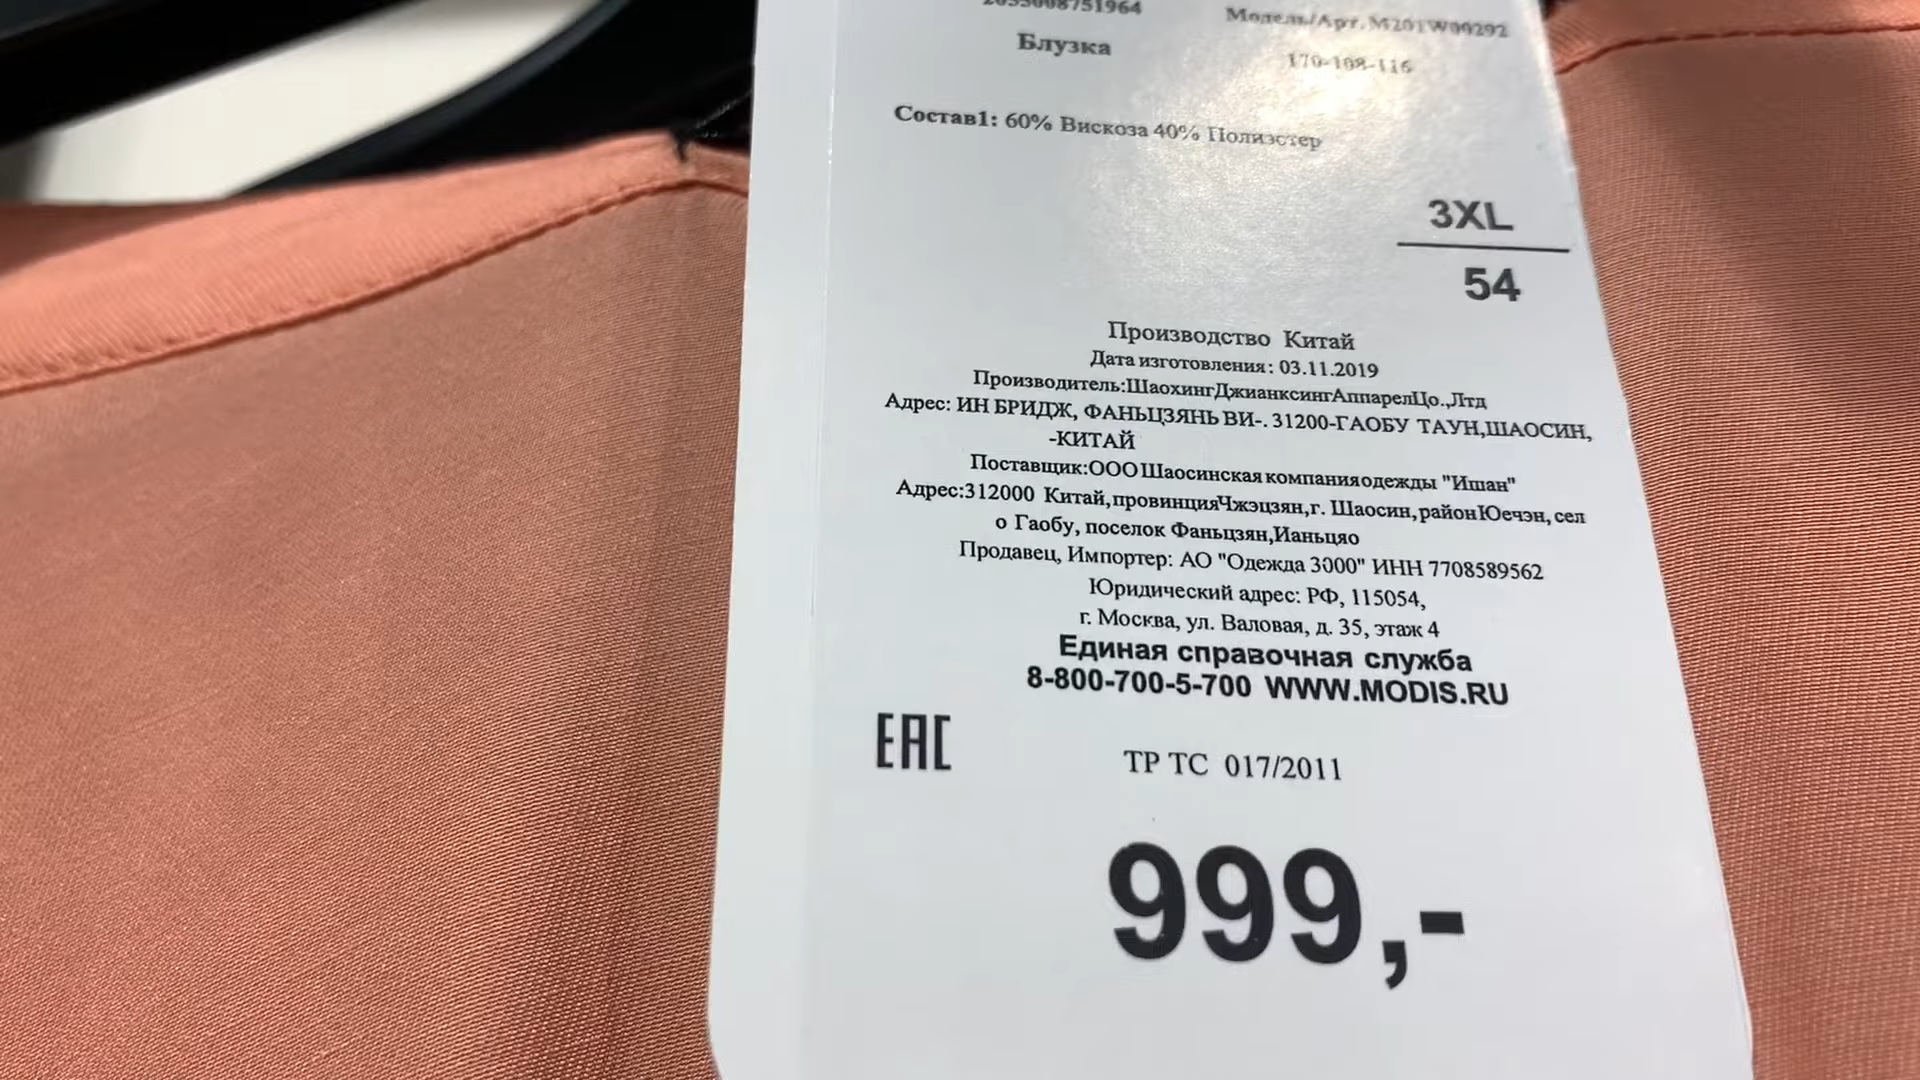 Модель/Арт. M201W00292
Блузка
170-108-116
Состав1: 60% Вискоза 40% Полиэстер
3XL
54
Производство Китай
Дата изготовления: 03.11.2019
Производитель:ШаохингДжианксингАппарелЦо.,Лтд
Адрес: ИН БРИДЖ, ФАНЬЦЗЯНЬ ВИ-. 31200-ГАОБУ ТАУН,ШАОСИН,
-КИТАЙ
Поставщик:ООО Шаосинская компания одежды "Ишан"
Адрес:312000 Китай,провинцияЧжэцзян,г. Шаосин,районЮечэн, сел
о Гаобу, поселок Фаньцзян,Ианьцяо
Продавец, Импортер: АО "Одежда 3000" ИНН 7708589562
Юридический адрес: РФ, 115054,
г. Москва, ул. Валовая, д. 35, этаж 4
Единая справочная служба
8-800-700-5-700 WWW.MODIS.RU
EAC
ТР ТС 017/2011
999,-